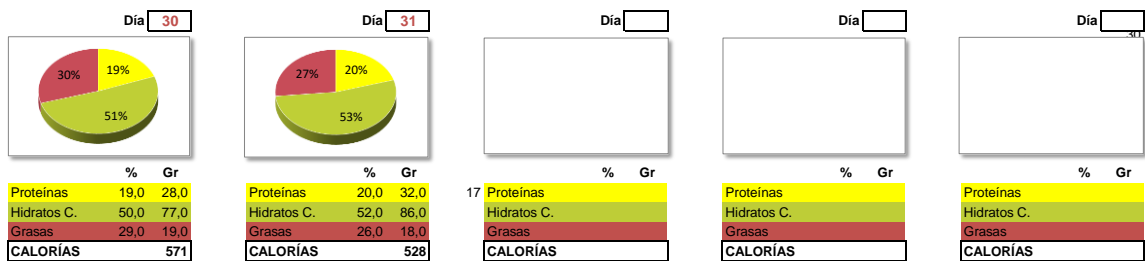 Día 30 Día 31 Día Día Día
30
30% 19% 27% 20%
51% 53%
% Gr % Gr % Gr % Gr % Gr
Proteínas 19,0 28,0 Proteínas 20,0 32,0 17 Proteínas Proteínas Proteínas
Hidratos C. 50,0 77,0 Hidratos C. 52,0 86,0 Hidratos C. Hidratos C. Hidratos C.
Grasas 29,0 19,0 Grasas 26,0 18,0 Grasas Grasas Grasas
CALORÍAS 571 CALORÍAS 528 CALORÍAS CALORÍAS CALORÍAS